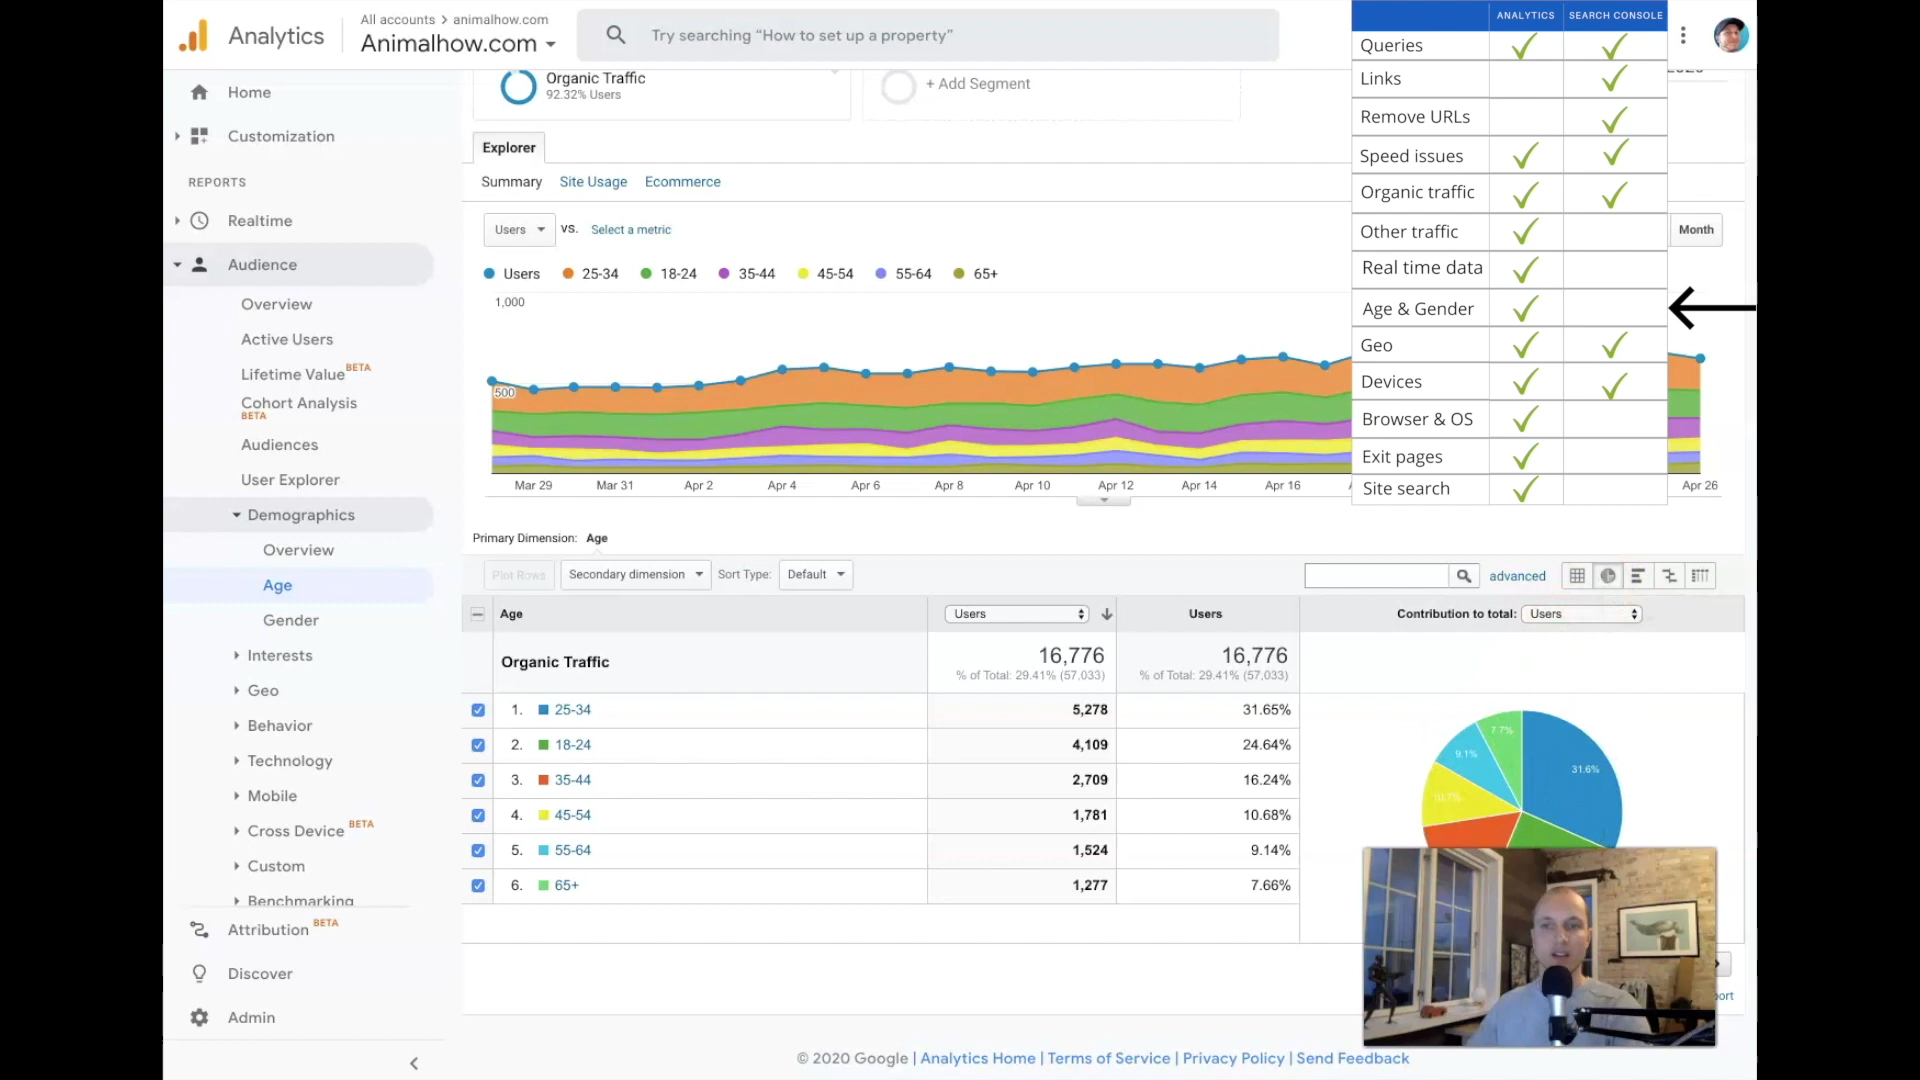 Analytics
All accounts > animalhow.com
Animalhow.com
Try searching “How to set up a property”
Home
Customization
REPORTS
Realtime
Audience
Overview
Active Users
Lifetime Value BETA
Cohort Analysis
BETA
Audiences
User Explorer
Demographics
Overview
Age
Gender
Interests
Geo
Behavior
Technology
Mobile
Cross Device BETA
Custom
Benchmarking
Attribution BETA
Discover
Admin
Organic Traffic
92.32% Users
+ Add Segment
Explorer
Summary Site Usage Ecommerce
Users VS. Select a metric
Month
Users 25-34 18-24 35-44 45-54 55-64 65+
1,000
500
Mar 29 Mar 31 Apr 2 Apr 4 Apr 6 Apr 8 Apr 10 Apr 12 Apr 14 Apr 16 Apr 26
ANALYTICS SEARCH CONSOLE
Queries
Links
Remove URLs
Speed issues
Organic traffic
Other traffic
Real time data
Age & Gender
Geo
Devices
Browser & OS
Exit pages
Site search
Primary Dimension: Age
Plot Rows Secondary dimension Sort Type: Default advanced
Age Users Users Contribution to total: Users
Organic Traffic 16,776 16,776
% of Total: 29.41% (57,033) % of Total: 29.41% (57,033)
1. 25-34 5,278 31.65%
2. 18-24 4,109 24.64%
3. 35-44 2,709 16.24%
4. 45-54 1,781 10.68%
5. 55-64 1,524 9.14%
6. 65+ 1,277 7.66%
7.7%
9.1%
31.6%
10.7%
© 2020 Google | Analytics Home | Terms of Service | Privacy Policy | Send Feedback